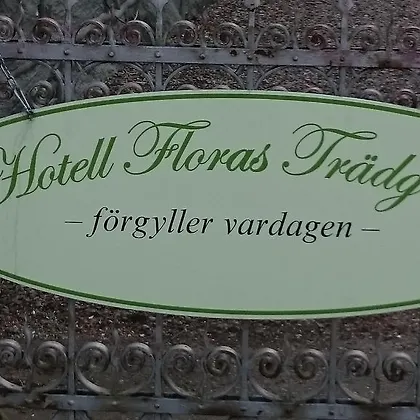 Hotell Floras Trädg
– förgyller vardagen –